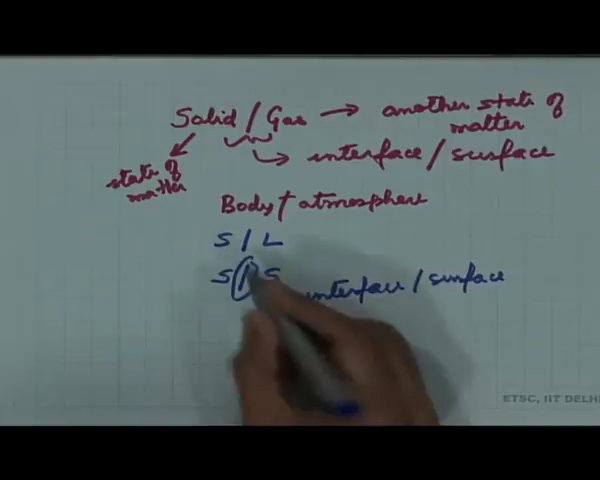 Solid / Gas → another state of
matter
state of
matter
→ interface / surface
Body / atmosphere
S / L
S / S
interface / surface
ETSC, IIT DELHI